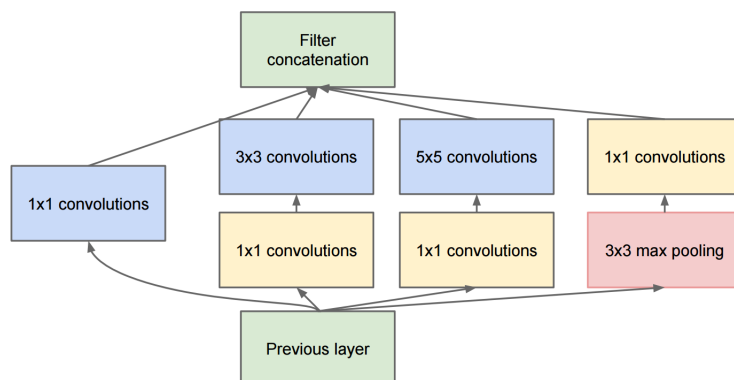 Filter
concatenation
3x3 convolutions
5x5 convolutions
1x1 convolutions
1x1 convolutions
1x1 convolutions
1x1 convolutions
3x3 max pooling
Previous layer